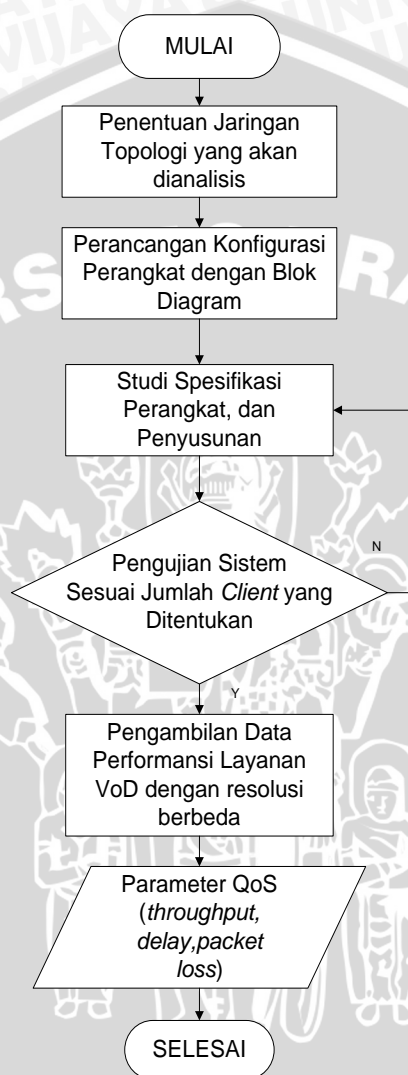 MULAI
Penentuan Jaringan
Topologi yang akan
dianalisis
Perancangan Konfigurasi
Perangkat dengan Blok
Diagram
Studi Spesifikasi
Perangkat, dan
Penyusunan
Pengujian Sistem
Sesuai Jumlah Client yang
Ditentukan
N
Y
Pengambilan Data
Performansi Layanan
VoD dengan resolusi
berbeda
Parameter QoS
(throughput,
delay,packet
loss)
SELESAI